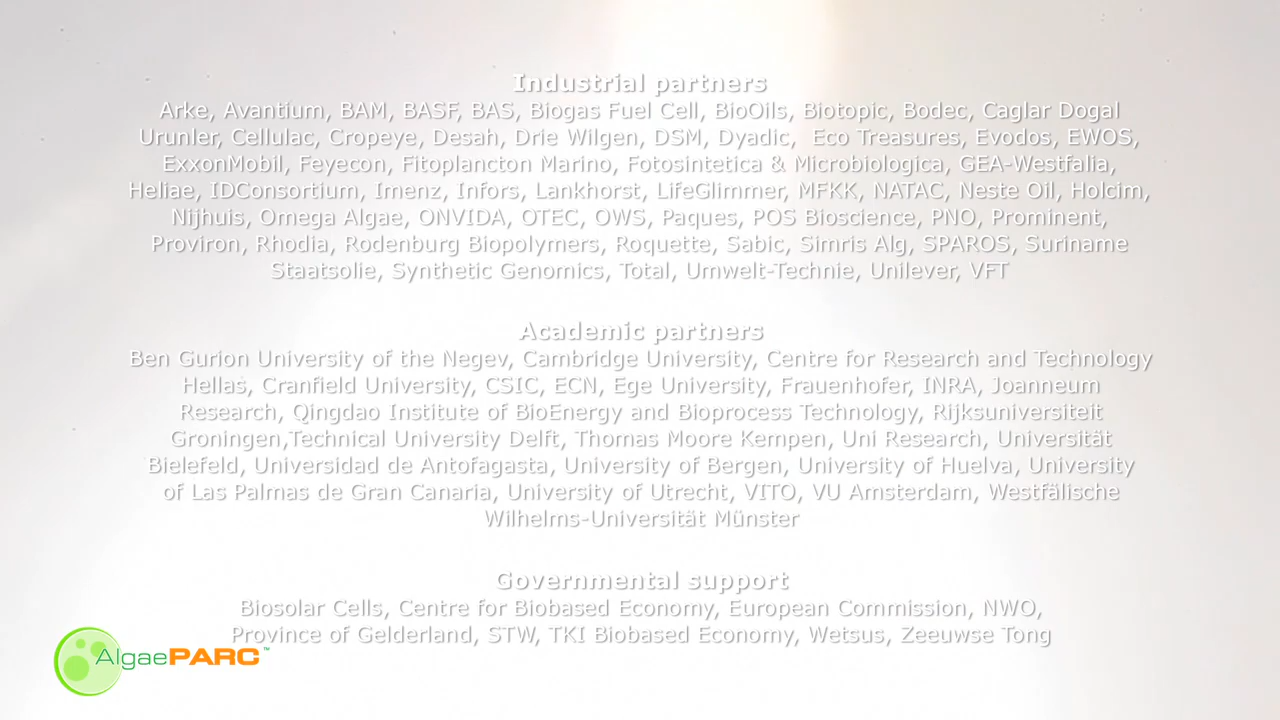 Industrial partners
Arke, Avantium, BAM, BASF, BAS, Biogas Fuel Cell, BioOils, Biotopic, Bodec, Caglar Dogal
Urunler, Cellulac, Cropeye, Desah, Drie Wilgen, DSM, Dyadic, Eco Treasures, Evodos, EWOS,
ExxonMobil, Feyecon, Fitoplancton Marino, Fotosintetica & Microbiologica, GEA-Westfalia,
Heliae, IDConsortium, Imenz, Infors, Lankhorst, LifeGlimmer, MFKK, NATAC, Neste Oil, Holcim,
Nijhuis, Omega Algae, ONVIDA, OTEC, OWS, Paques, POS Bioscience, PNO, Prominent,
Proviron, Rhodia, Rodenburg Biopolymers, Roquette, Sabic, Simris Alg, SPAROS, Suriname
Staatsolie, Synthetic Genomics, Total, Umwelt-Technie, Unilever, VFT
Academic partners
Ben Gurion University of the Negev, Cambridge University, Centre for Research and Technology
Hellas, Cranfield University, CSIC, ECN, Ege University, Frauenhofer, INRA, Joanneum
Research, Qingdao Institute of BioEnergy and Bioprocess Technology, Rijksuniversiteit
Groningen,Technical University Delft, Thomas Moore Kempen, Uni Research, Universität
Bielefeld, Universidad de Antofagasta, University of Bergen, University of Huelva, University
of Las Palmas de Gran Canaria, University of Utrecht, VITO, VU Amsterdam, Westfälische
Wilhelms-Universität Münster
Governmental support
Biosolar Cells, Centre for Biobased Economy, European Commission, NWO,
Province of Gelderland, STW, TKI Biobased Economy, Wetsus, Zeeuwse Tong
AlgaePARC™